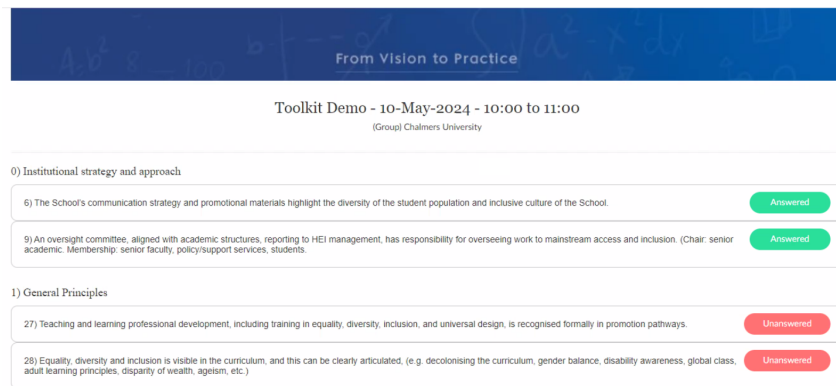 From Vision to Practice
Toolkit Demo - 10-May-2024 - 10:00 to 11:00
(Group) Chalmers University
0) Institutional strategy and approach
6) The School's communication strategy and promotional materials highlight the diversity of the student population and inclusive culture of the School.
Answered
9) An oversight committee, aligned with academic structures, reporting to HEI management, has responsibility for overseeing work to mainstream access and inclusion. (Chair: senior
academic. Membership: senior faculty, policy/support services, students.
Answered
1) General Principles
27) Teaching and learning professional development, including training in equality, diversity, inclusion, and universal design, is recognised formally in promotion pathways.
Unanswered
28) Equality, diversity and inclusion is visible in the curriculum, and this can be clearly articulated, (e.g. decolonising the curriculum, gender balance, disability awareness, global class,
adult learning principles, disparity of wealth, ageism, etc.)
Unanswered